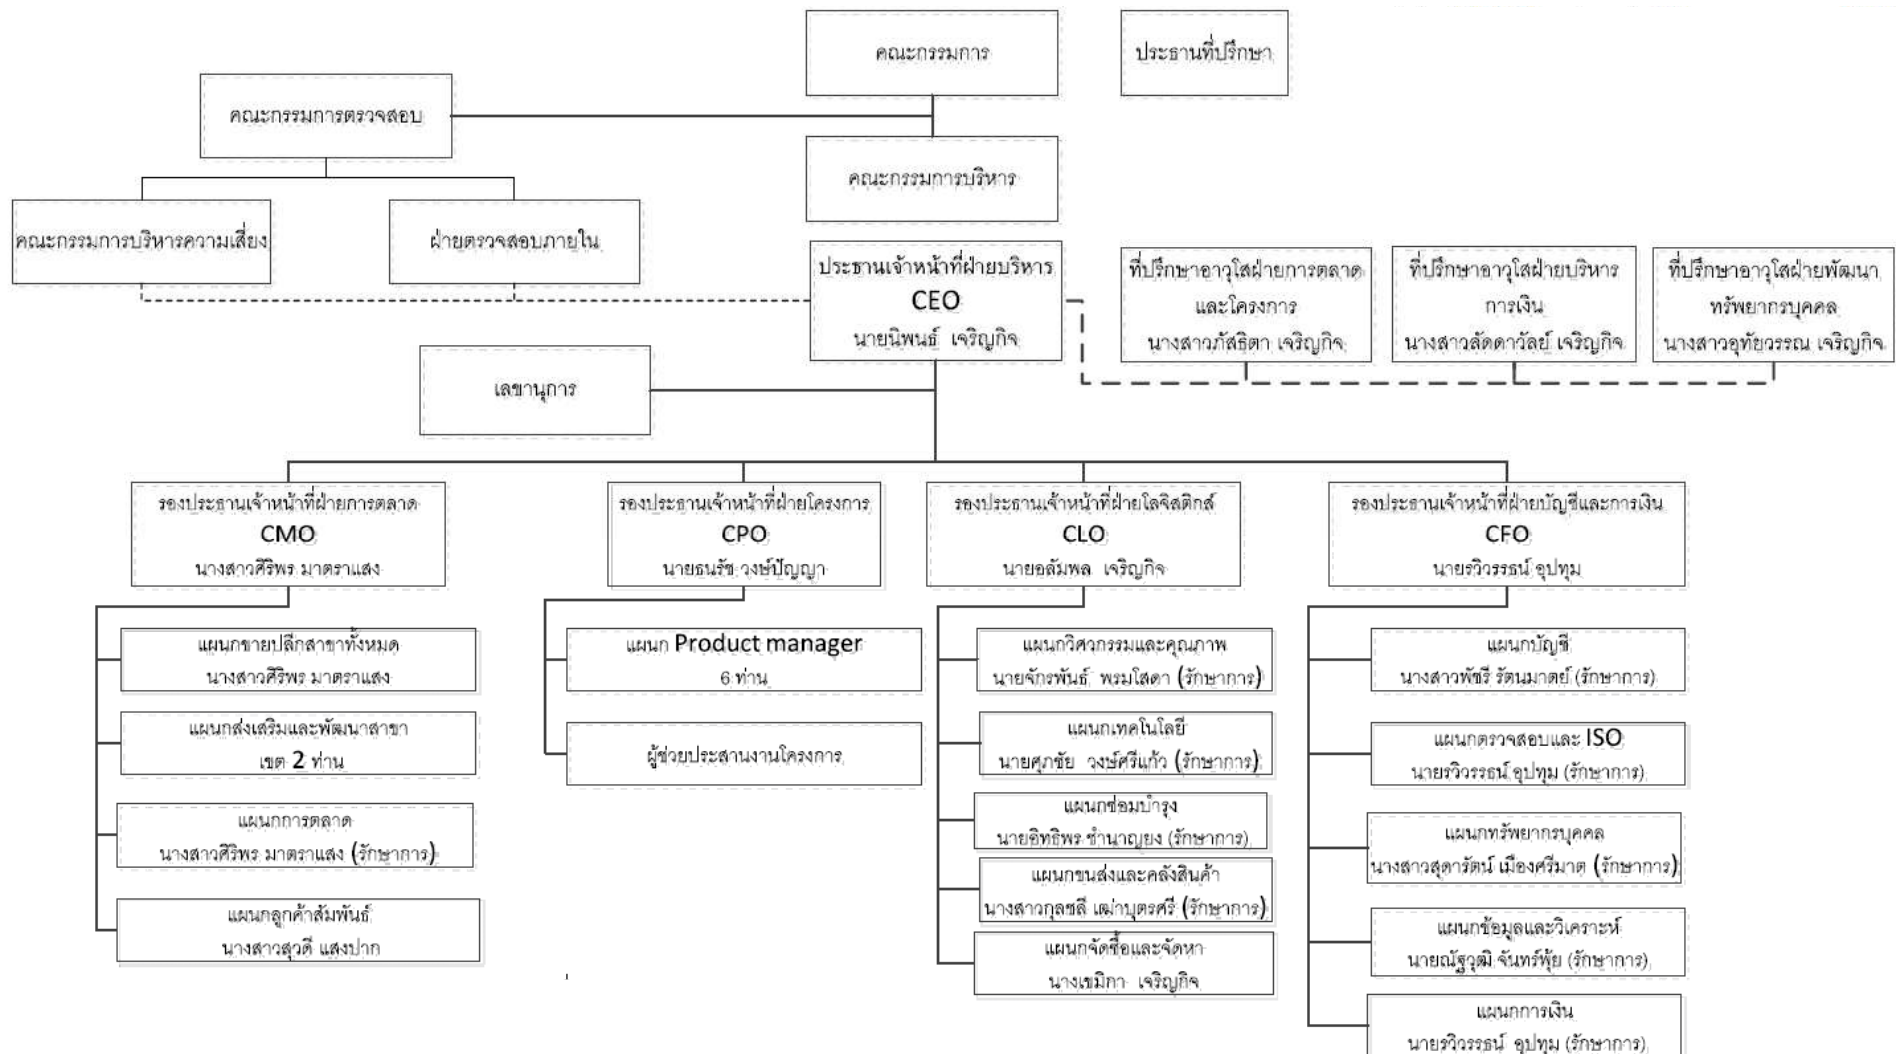 คณะกรรมการ
ประธานที่ปรึกษา
คณะกรรมการตรวจสอบ
คณะกรรมการบริหาร
คณะกรรมการบริหารความเสี่ยง
ฝ่ายตรวจสอบภายใน
ประธานเจ้าหน้าที่ฝ่ายบริหาร
CEO
นายนิพนธ์ เจริญกิจ
ที่ปรึกษาอาวุโสฝ่ายการตลาด
และโครงการ
นางสาวภัสธิตา เจริญกิจ
ที่ปรึกษาอาวุโสฝ่ายบริหาร
การเงิน
นางสาวลัดดาวัลย์ เจริญกิจ
ที่ปรึกษาอาวุโสฝ่ายพัฒนา
ทรัพยากรบุคคล
นางสาวอุทัยวรรณ เจริญกิจ
เลขานุการ
รองประธานเจ้าหน้าที่ฝ่ายการตลาด
CMO
นางสาวศิริพร มาตราแสง
แผนกขายปลีกสาขาทั้งหมด
นางสาวศิริพร มาตราแสง
แผนกส่งเสริมและพัฒนาสาขา
เขต 2 ท่าน
แผนกการตลาด
นางสาวศิริพร มาตราแสง (รักษาการ)
แผนกลูกค้าสัมพันธ์
นางสาวสุวดี แสงปาก
รองประธานเจ้าหน้าที่ฝ่ายโครงการ
CPO
นายธนรัช วงษ์ปัญญา
แผนก Product manager
6 ท่าน
ผู้ช่วยประสานงานโครงการ
รองประธานเจ้าหน้าที่ฝ่ายโลจิสติกส์
CLO
นายอลัมพล เจริญกิจ
แผนกวิศวกรรมและคุณภาพ
นายจักรพันธ์ พรมโสดา (รักษาการ)
แผนกเทคโนโลยี
นายศุภชัย วงษ์ศรีแก้ว (รักษาการ)
แผนกซ่อมบำรุง
นายอิทธิพร ชำนาญยง (รักษาการ)
แผนกขนส่งและคลังสินค้า
นางสาวกุลชลี เฒ่าบุตรศรี (รักษาการ)
แผนกจัดซื้อและจัดหา
นางเขมิกา เจริญกิจ
รองประธานเจ้าหน้าที่ฝ่ายบัญชีและการเงิน
CFO
นายรวิวรรธน์ อุปทุม
แผนกบัญชี
นางสาวพัชรี รัตนมาตย์ (รักษาการ)
แผนกตรวจสอบและ ISO
นายรวิวรรธน์ อุปทุม (รักษาการ)
แผนกทรัพยากรบุคคล
นางสาวสุดารัตน์ เมืองศรีมาต (รักษาการ)
แผนกข้อมูลและวิเคราะห์
นายณัฐวุฒิ จันทร์พุ้ย (รักษาการ)
แผนกการเงิน
นายรวิวรรธน์ อุปทุม (รักษาการ)